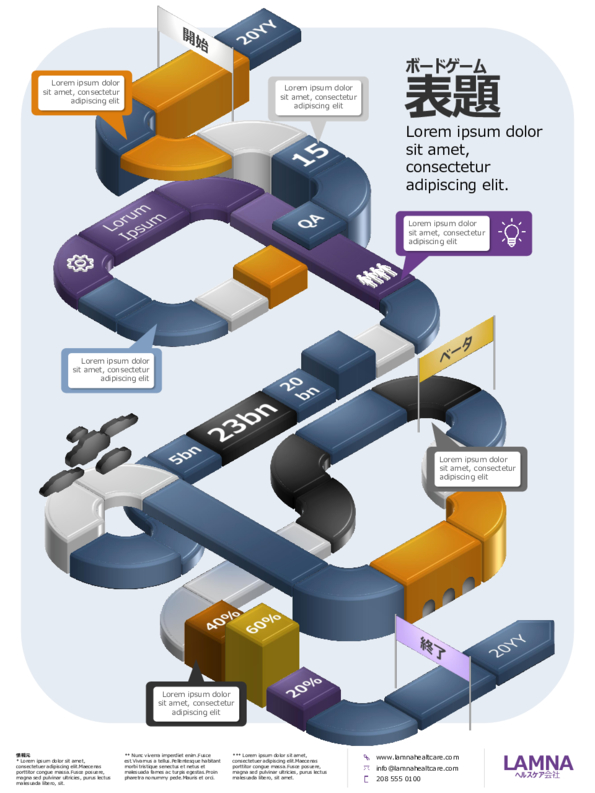 20YY
開始
Lorem ipsum dolor
sit amet, consectetur
adipiscing elit
Lorem ipsum dolor
sit amet, consectetur
adipiscing elit
ボードゲーム
表題
Lorem ipsum dolor
sit amet,
consectetur
adipiscing elit.
15
Lorum
Ipsum
QA
Lorem ipsum dolor
sit amet, consectetur
adipiscing elit
Lorem ipsum dolor
sit amet, consectetur
adipiscing elit
ベータ
20
bn
23bn
5bn
Lorem ipsum dolor
sit amet, consectetur
adipiscing elit
40%
60%
20%
終了
20YY
Lorem ipsum dolor
sit amet, consectetur
adipiscing elit
脚注元
* Lorem ipsum dolor sit amet,
consectetuer adipiscing elit.Maecenas
porttitor congue massa.Fusce posuere,
magna sed pulvinar ultricies, purus lectus
malesuada libero, sit.
** Nunc viverra imperdiet enim.Fusce
est.Vivamus a tellus. Pellentesque habitant
morbi tristique senectus et netus et
malesuada fames ac turpis egestas.Proin
pharetra nonummy pede.Mauris et orci.
*** Lorem ipsum dolor sit amet,
consectetuer adipiscing elit.Maecenas
porttitor congue massa.Fusce posuere,
magna sed pulvinar ultricies, purus lectus
malesuada libero, sit amet.
www.lamnahealtcare.com
info@lamnahealtcare.com
208 555 0100
LAMNA
ヘルスケア会社